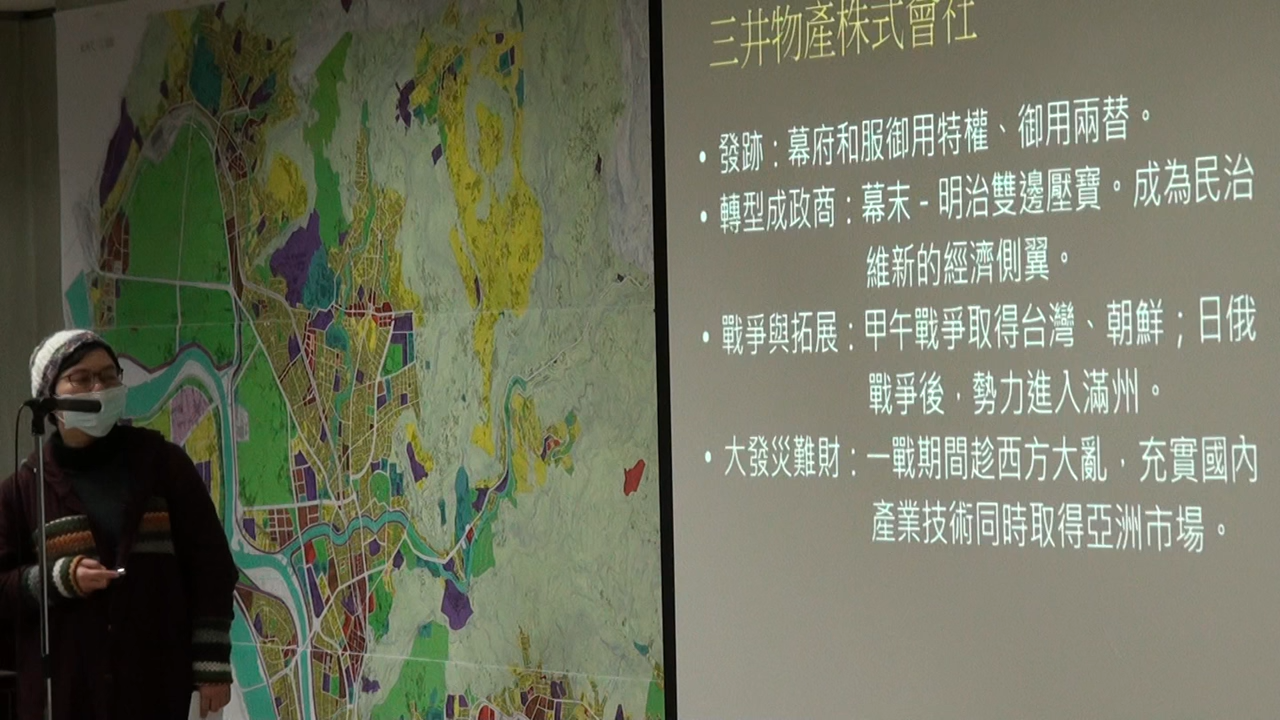 三井物產株式會社
• 發跡：幕府和服御用特權、御用兩替。
• 轉型成政商：幕末-明治雙邊壓寶。成為民治
維新的經濟側翼。
• 戰爭與拓展：甲午戰爭取得台灣、朝鮮；日俄
戰爭後，勢力進入滿州。
• 大發災難財：一戰期間趁西方大亂，充實國內
產業技術同時取得亞洲市場。